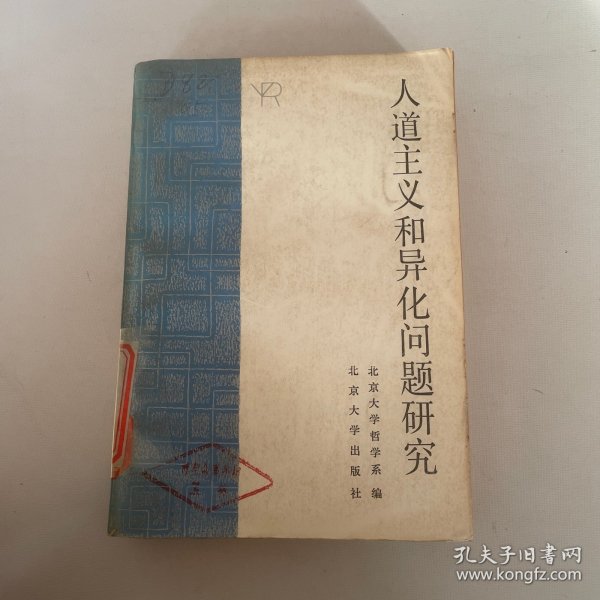 人道主义和异化问题研究
北京大学哲学系 编
北京大学出版社
孔夫子旧书网
www.kongfz.com